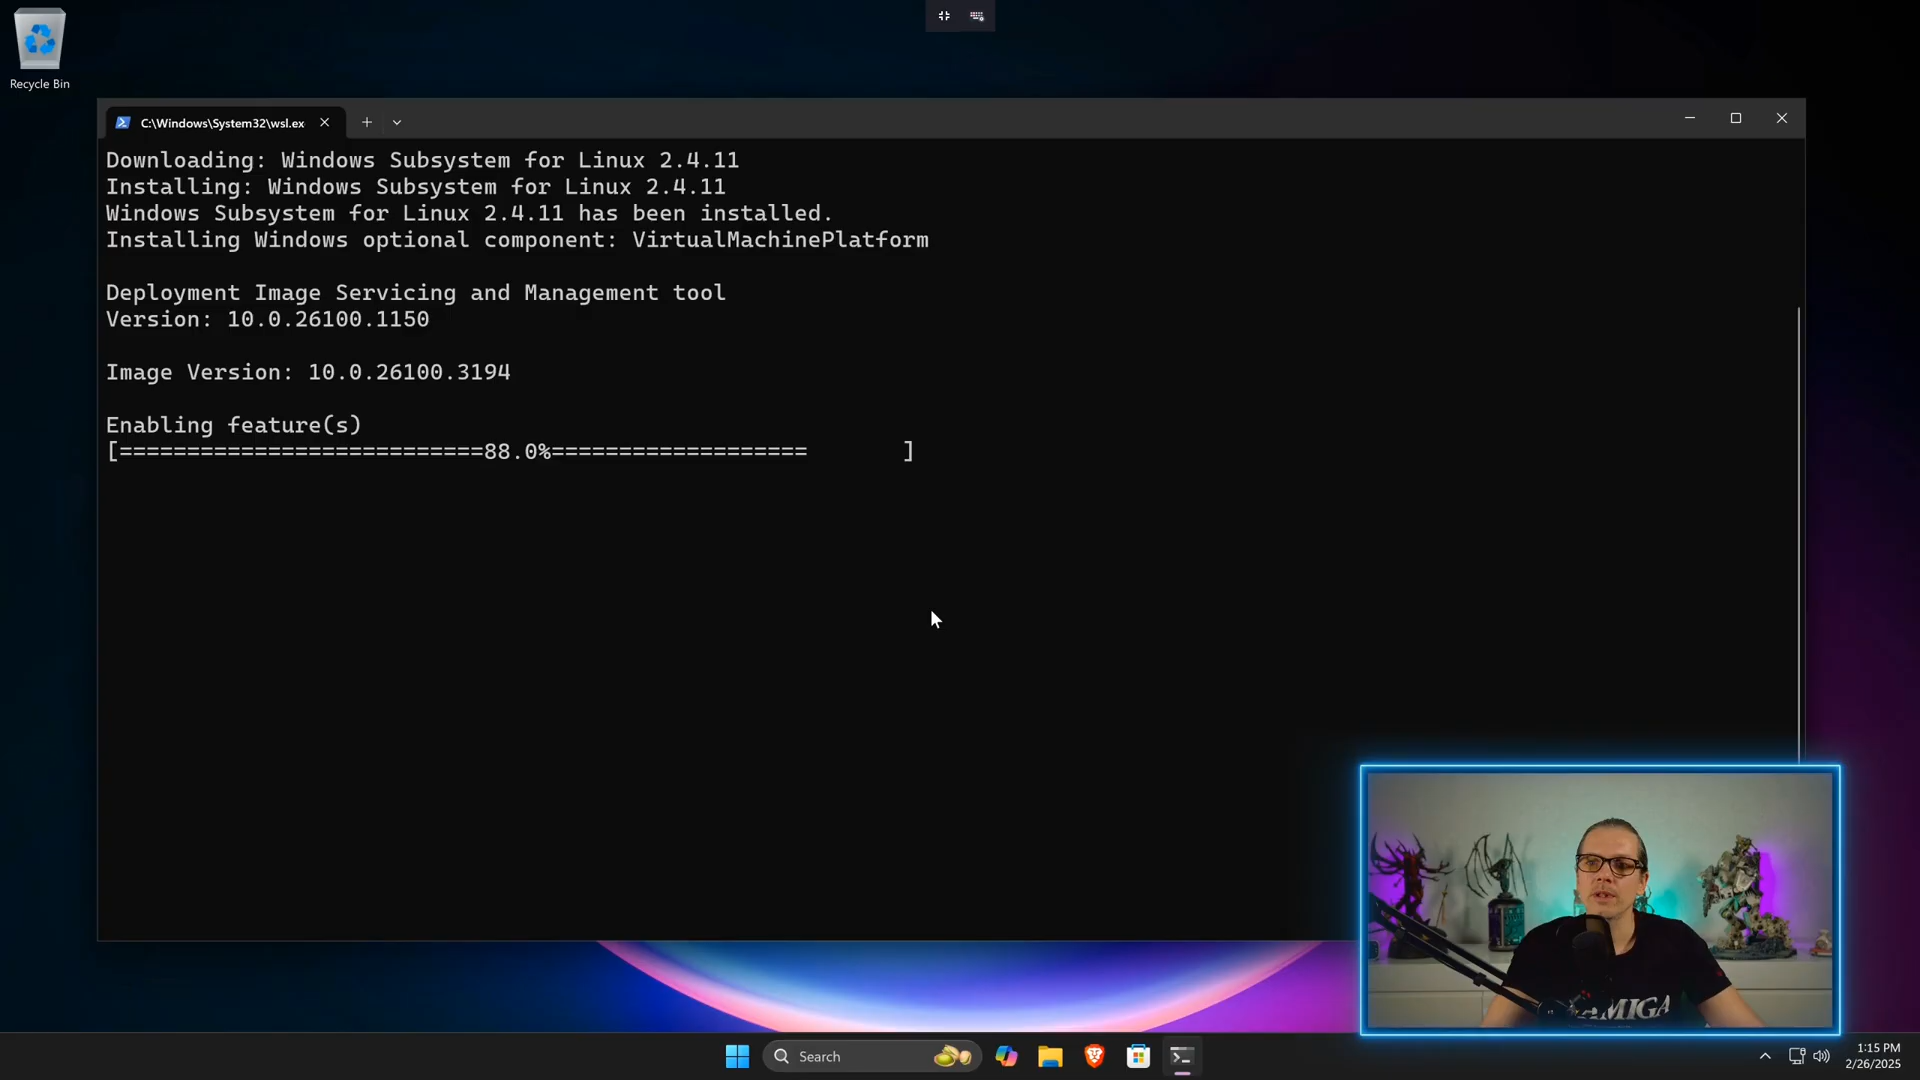 Recycle Bin
C:\Windows\System32\wsl.ex
Downloading: Windows Subsystem for Linux 2.4.11
Installing: Windows Subsystem for Linux 2.4.11
Windows Subsystem for Linux 2.4.11 has been installed.
Installing Windows optional component: VirtualMachinePlatform
Deployment Image Servicing and Management tool
Version: 10.0.26100.1150
Image Version: 10.0.26100.3194
Enabling feature(s)
[===========================88.0%===================       ]
AMIGA
Search
1:15 PM
2/26/2025